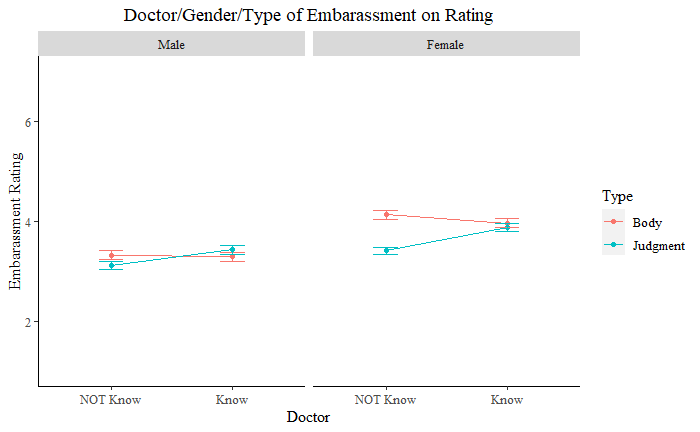 Doctor/Gender/Type of Embarassment on Rating
Male
Female
Embarassment Rating
6
4
2
NOT Know
Know
NOT Know
Know
Doctor
Type
Body
Judgment